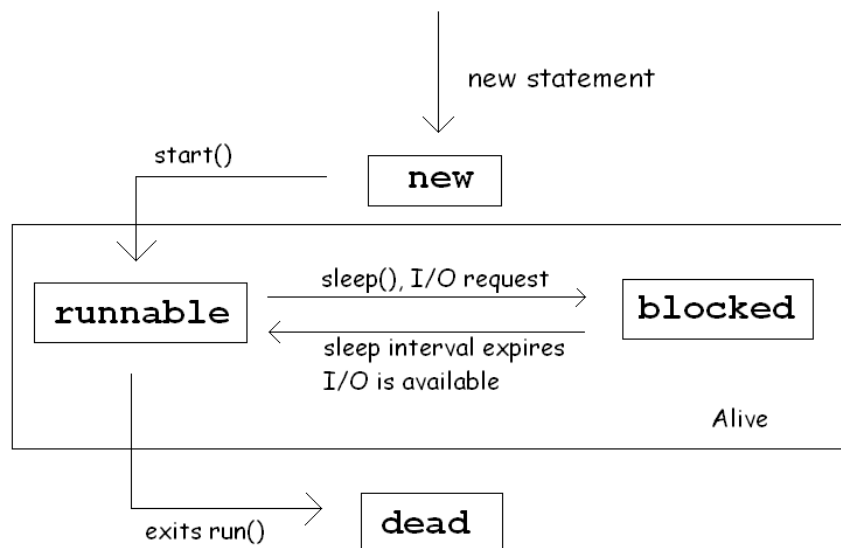 new statement
start()
new
sleep(), I/O request
runnable
blocked
sleep interval expires
I/O is available
Alive
exits run()
dead